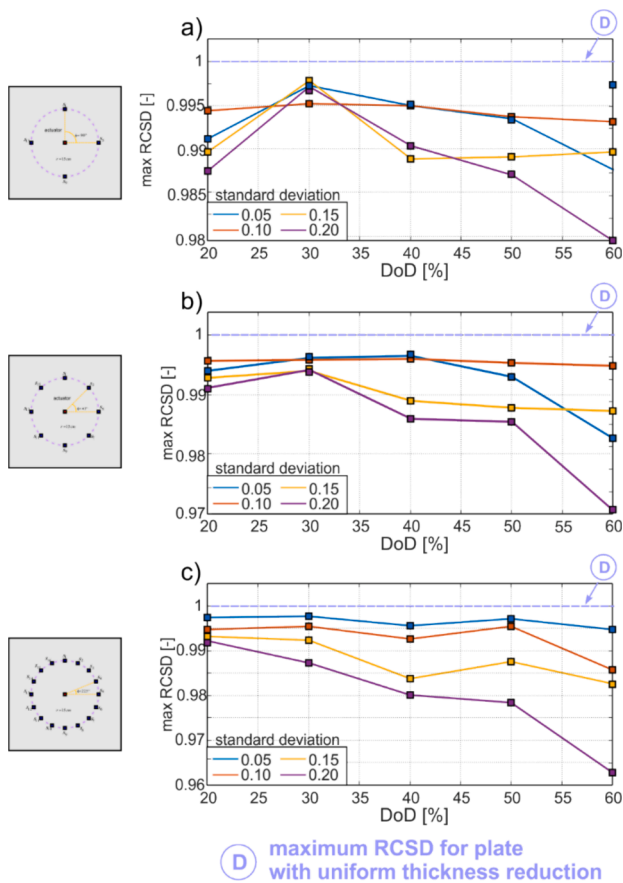 a)
D
max RCSD [-]
1
0.995
0.99
0.985
0.98
standard deviation
0.05 0.15
0.10 0.20
20 25 30 35 40 45 50 55 60
DoD [%]
actuator
b)
D
max RCSD [-]
1
0.99
0.98
0.97
standard deviation
0.05 0.15
0.10 0.20
20 25 30 35 40 45 50 55 60
DoD [%]
actuator
c)
D
max RCSD [-]
1
0.99
0.98
0.97
0.96
standard deviation
0.05 0.15
0.10 0.20
20 25 30 35 40 45 50 55 60
DoD [%]
D maximum RCSD for plate
with uniform thickness reduction